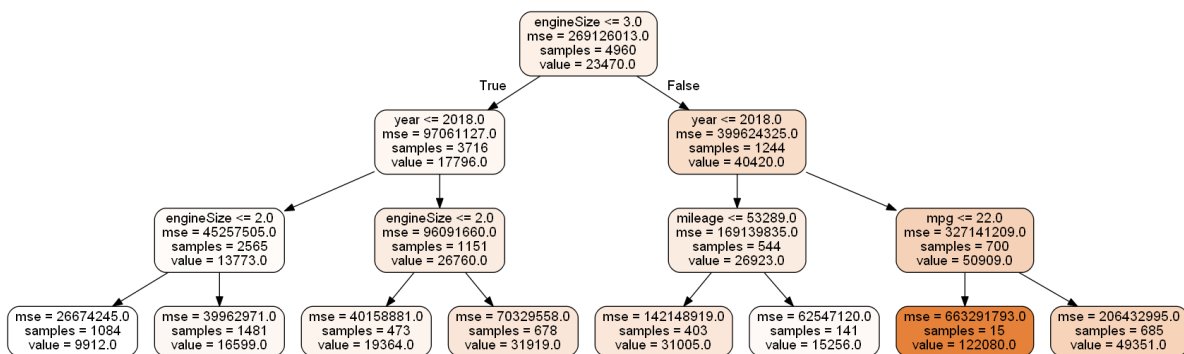 engineSize <= 3.0
mse = 269126013.0
samples = 4960
value = 23470.0
True
False
year <= 2018.0
mse = 97061127.0
samples = 3716
value = 17796.0
year <= 2018.0
mse = 399624325.0
samples = 1244
value = 40420.0
engineSize <= 2.0
mse = 45257505.0
samples = 2565
value = 13773.0
engineSize <= 2.0
mse = 96091660.0
samples = 1151
value = 26760.0
mileage <= 53289.0
mse = 169139835.0
samples = 544
value = 26923.0
mpg <= 22.0
mse = 327141209.0
samples = 700
value = 50909.0
mse = 26674245.0
samples = 1084
value = 9912.0
mse = 39962971.0
samples = 1481
value = 16599.0
mse = 40158881.0
samples = 473
value = 19364.0
mse = 70329558.0
samples = 678
value = 31919.0
mse = 142148919.0
samples = 403
value = 31005.0
mse = 62547120.0
samples = 141
value = 15256.0
mse = 663291793.0
samples = 15
value = 122080.0
mse = 206432995.0
samples = 685
value = 49351.0